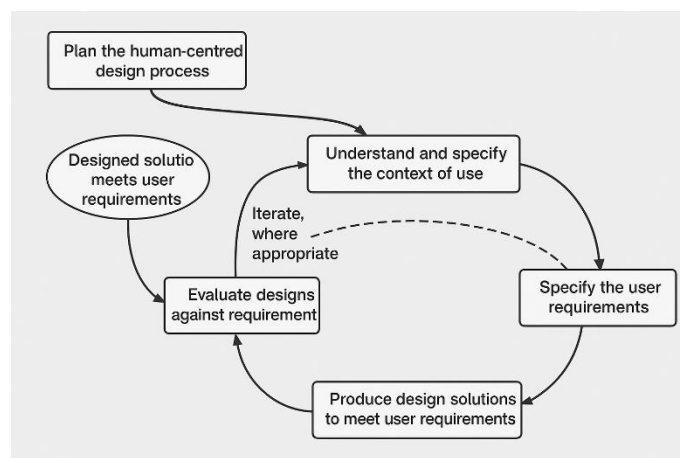 Plan the human-centred
design process
Understand and specify
the context of use
Designed solutio
meets user
requirements
Iterate,
where
appropriate
Evaluate designs
against requirement
Specify the user
requirements
Produce design solutions
to meet user requirements